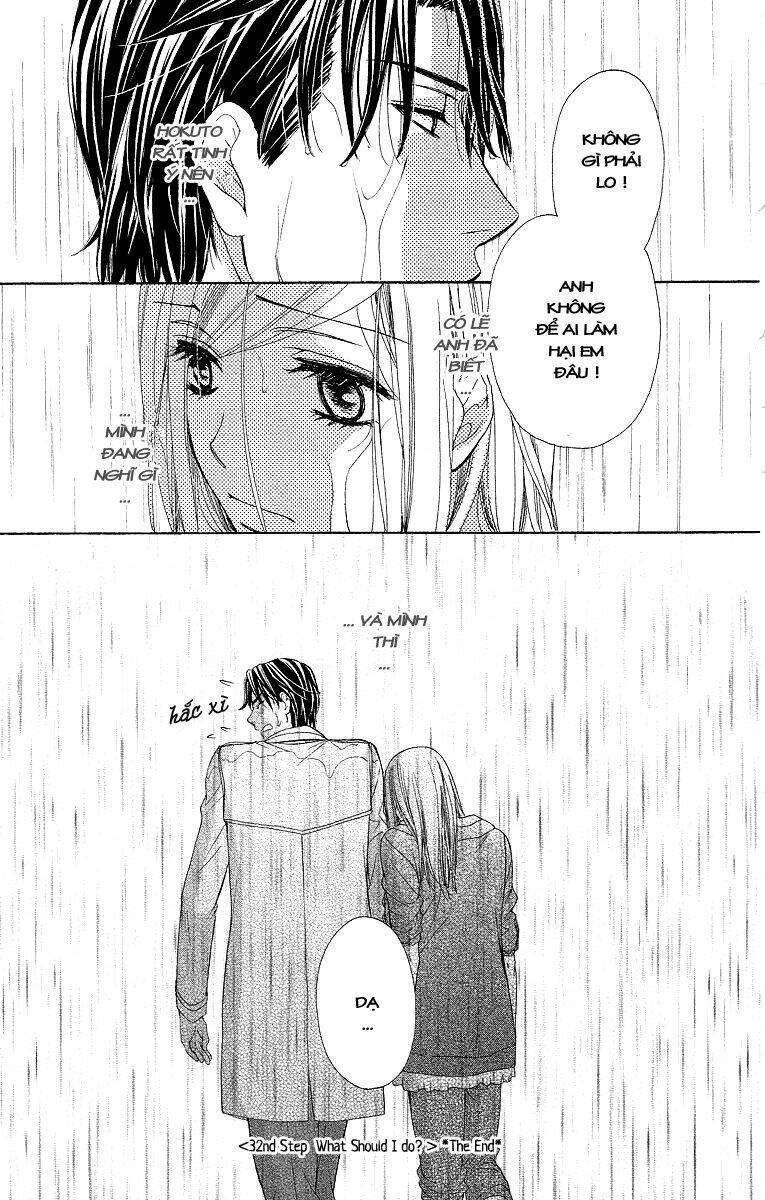 KHÔNG
GÌ PHẢI
LO !
HOKUTO
RẤT TINH
Ý NÊN
...
ANH
KHÔNG
ĐỂ AI LÀM
HẠI EM
ĐÂU !
CÓ LẼ
ANH ĐÃ
BIẾT
...
...
MÌNH
ĐANG
NGHĨ GÌ
...
... VÀ MÌNH
THÌ
...
hắc xì
DẠ
...
<32nd Step What Should I do? > *The End*